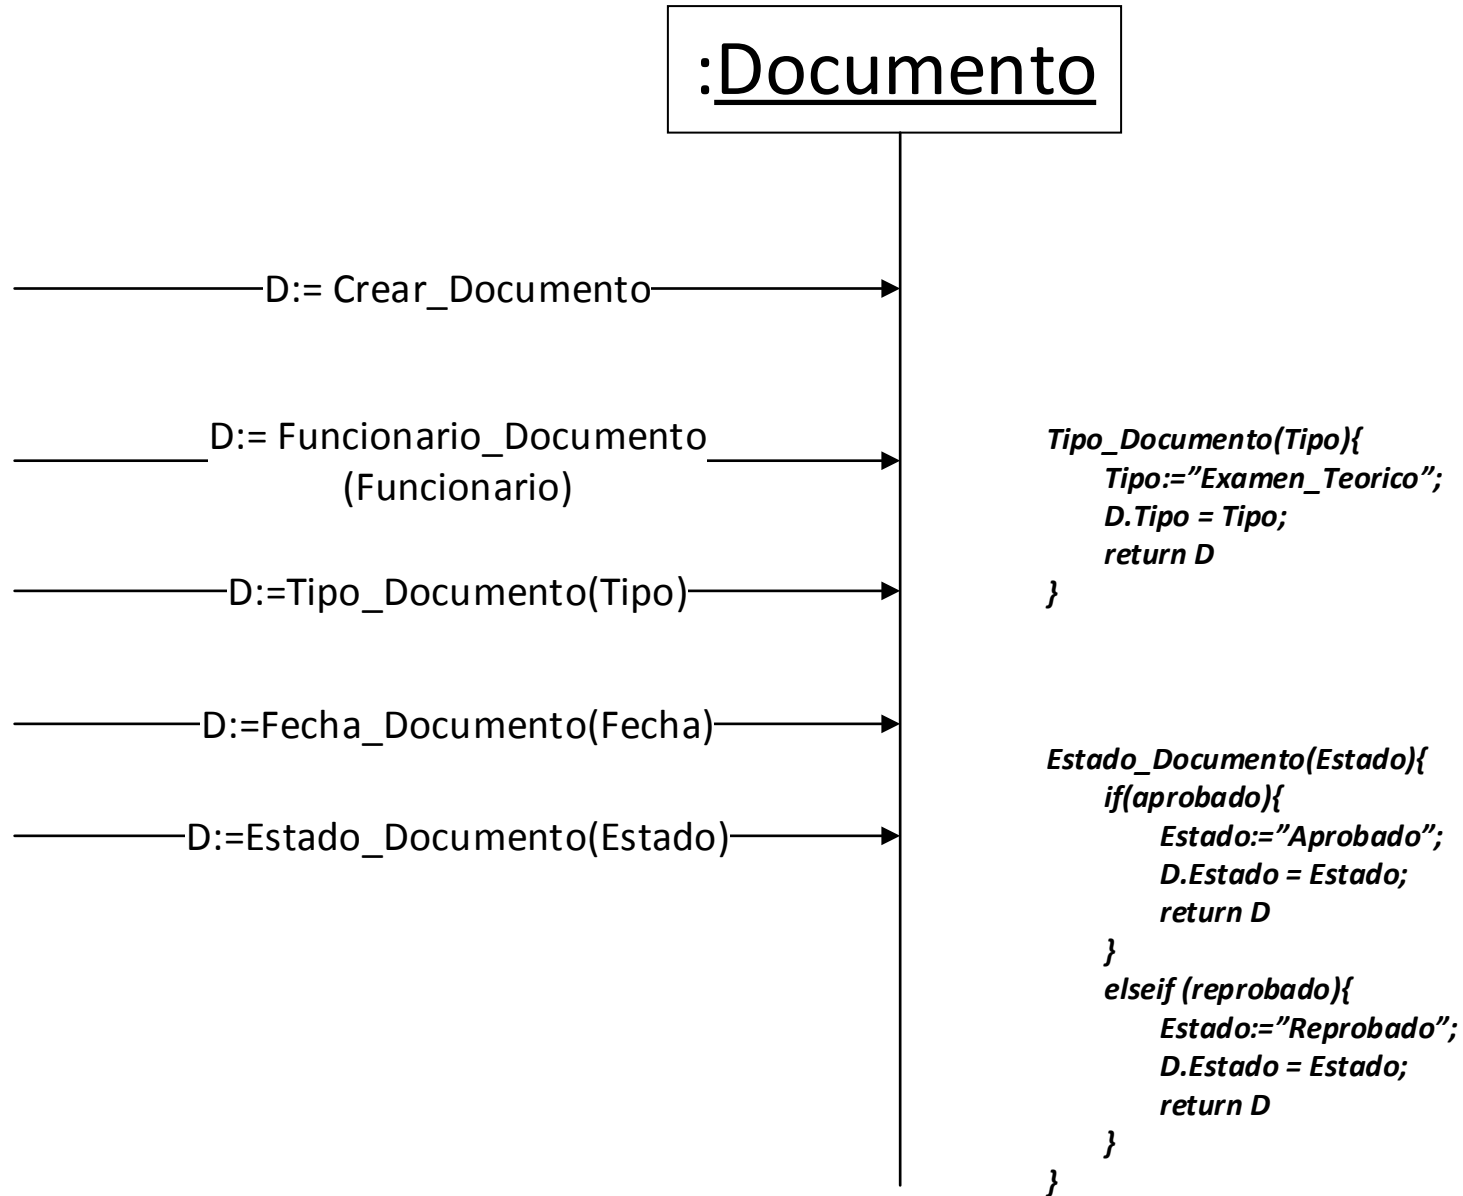 :Documento
D:= Crear_Documento
D:= Funcionario_Documento
(Funcionario)
D:=Tipo_Documento(Tipo)
D:=Fecha_Documento(Fecha)
D:=Estado_Documento(Estado)
Tipo_Documento(Tipo){
Tipo:=”Examen_Teorico”;
D.Tipo = Tipo;
return D
}
Estado_Documento(Estado){
if(aprobado){
Estado:=”Aprobado”;
D.Estado = Estado;
return D
}
elseif (reprobado){
Estado:=”Reprobado”;
D.Estado = Estado;
return D
}
}